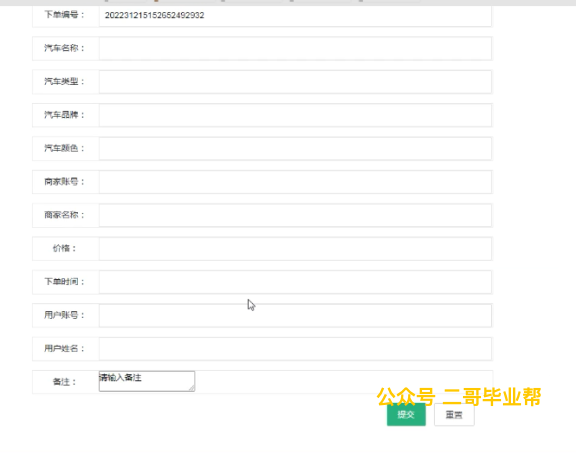 下单编号： 202231215152652492932
汽车名称：
汽车类型：
汽车品牌：
汽车颜色：
商家账号：
商家名称：
价格：
下单时间：
用户账号：
用户姓名：
备注： 请输入备注
公众号 二哥毕业帮
提交 重置